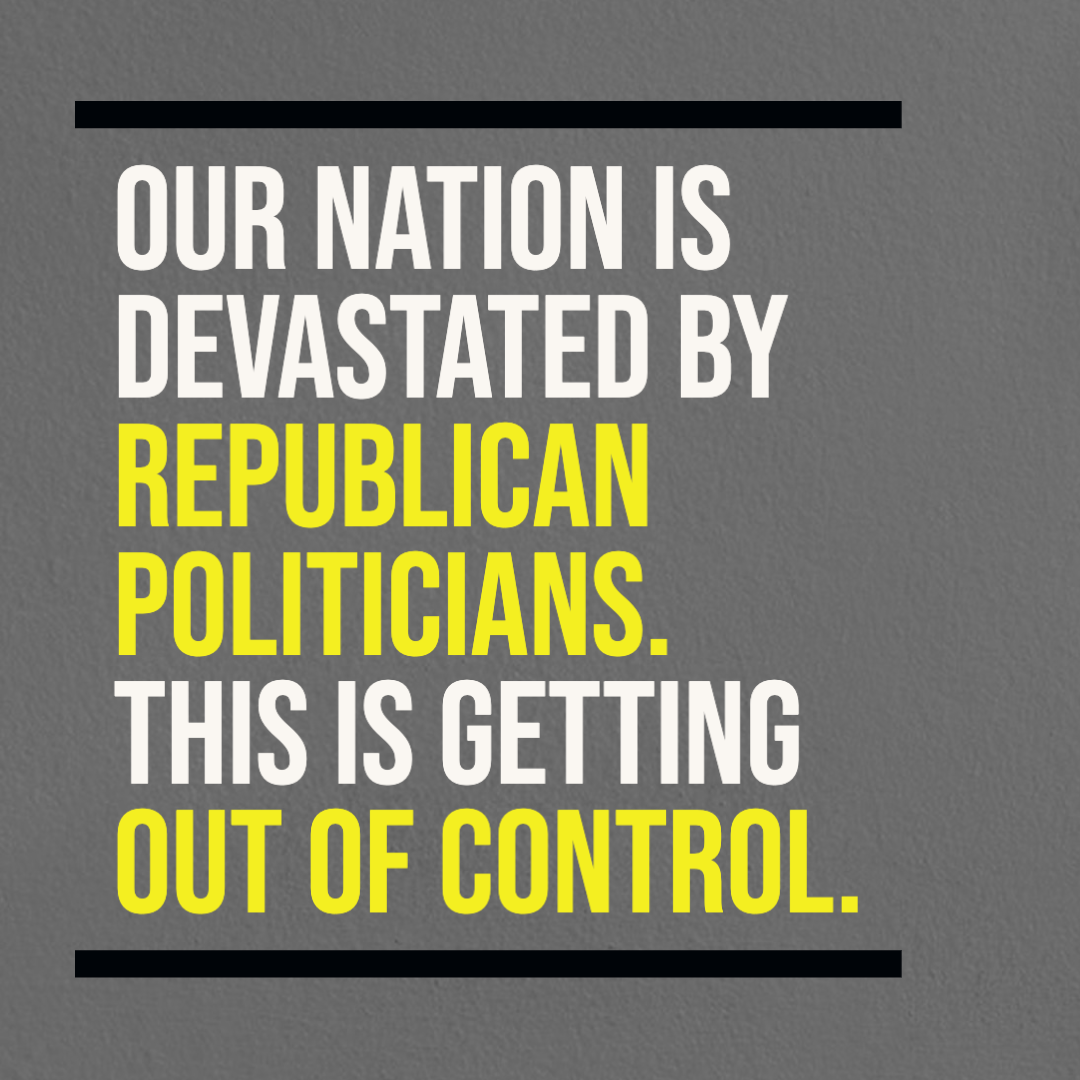 OUR NATION IS
DEVASTATED BY
REPUBLICAN
POLITICIANS.
THIS IS GETTING
OUT OF CONTROL.